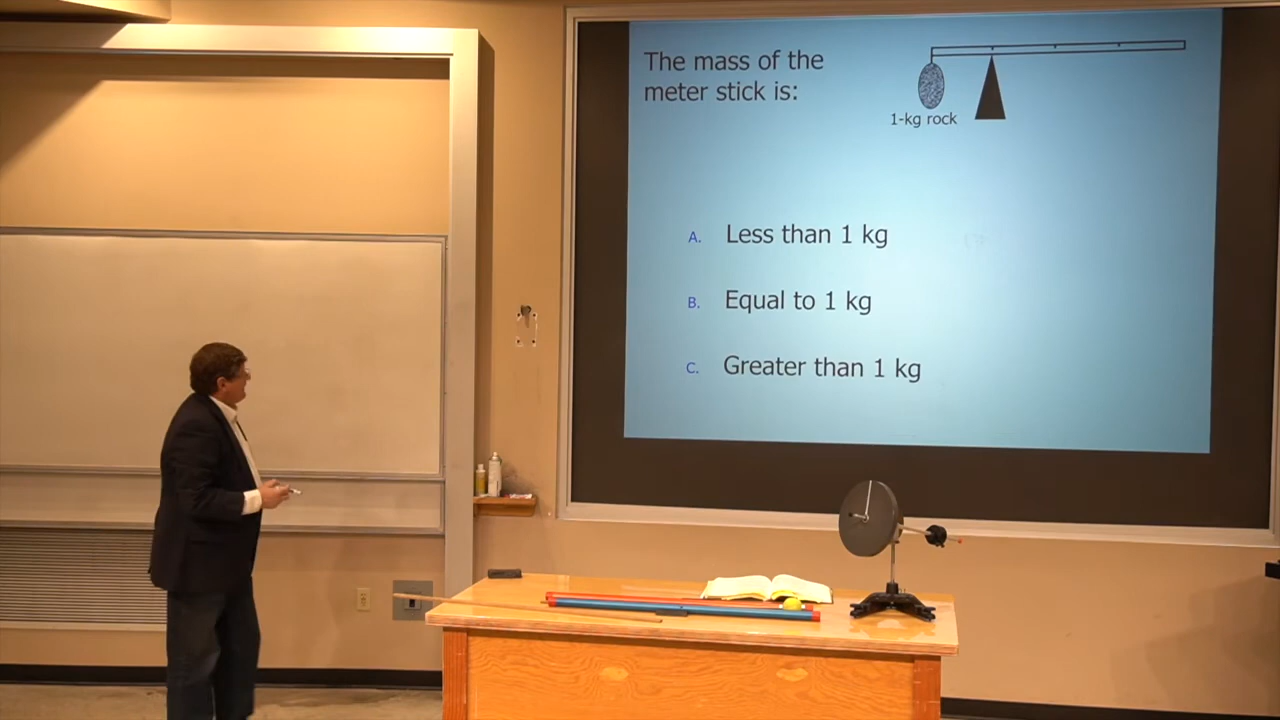 The mass of the
meter stick is:
1-kg rock
A. Less than 1 kg
B. Equal to 1 kg
C. Greater than 1 kg